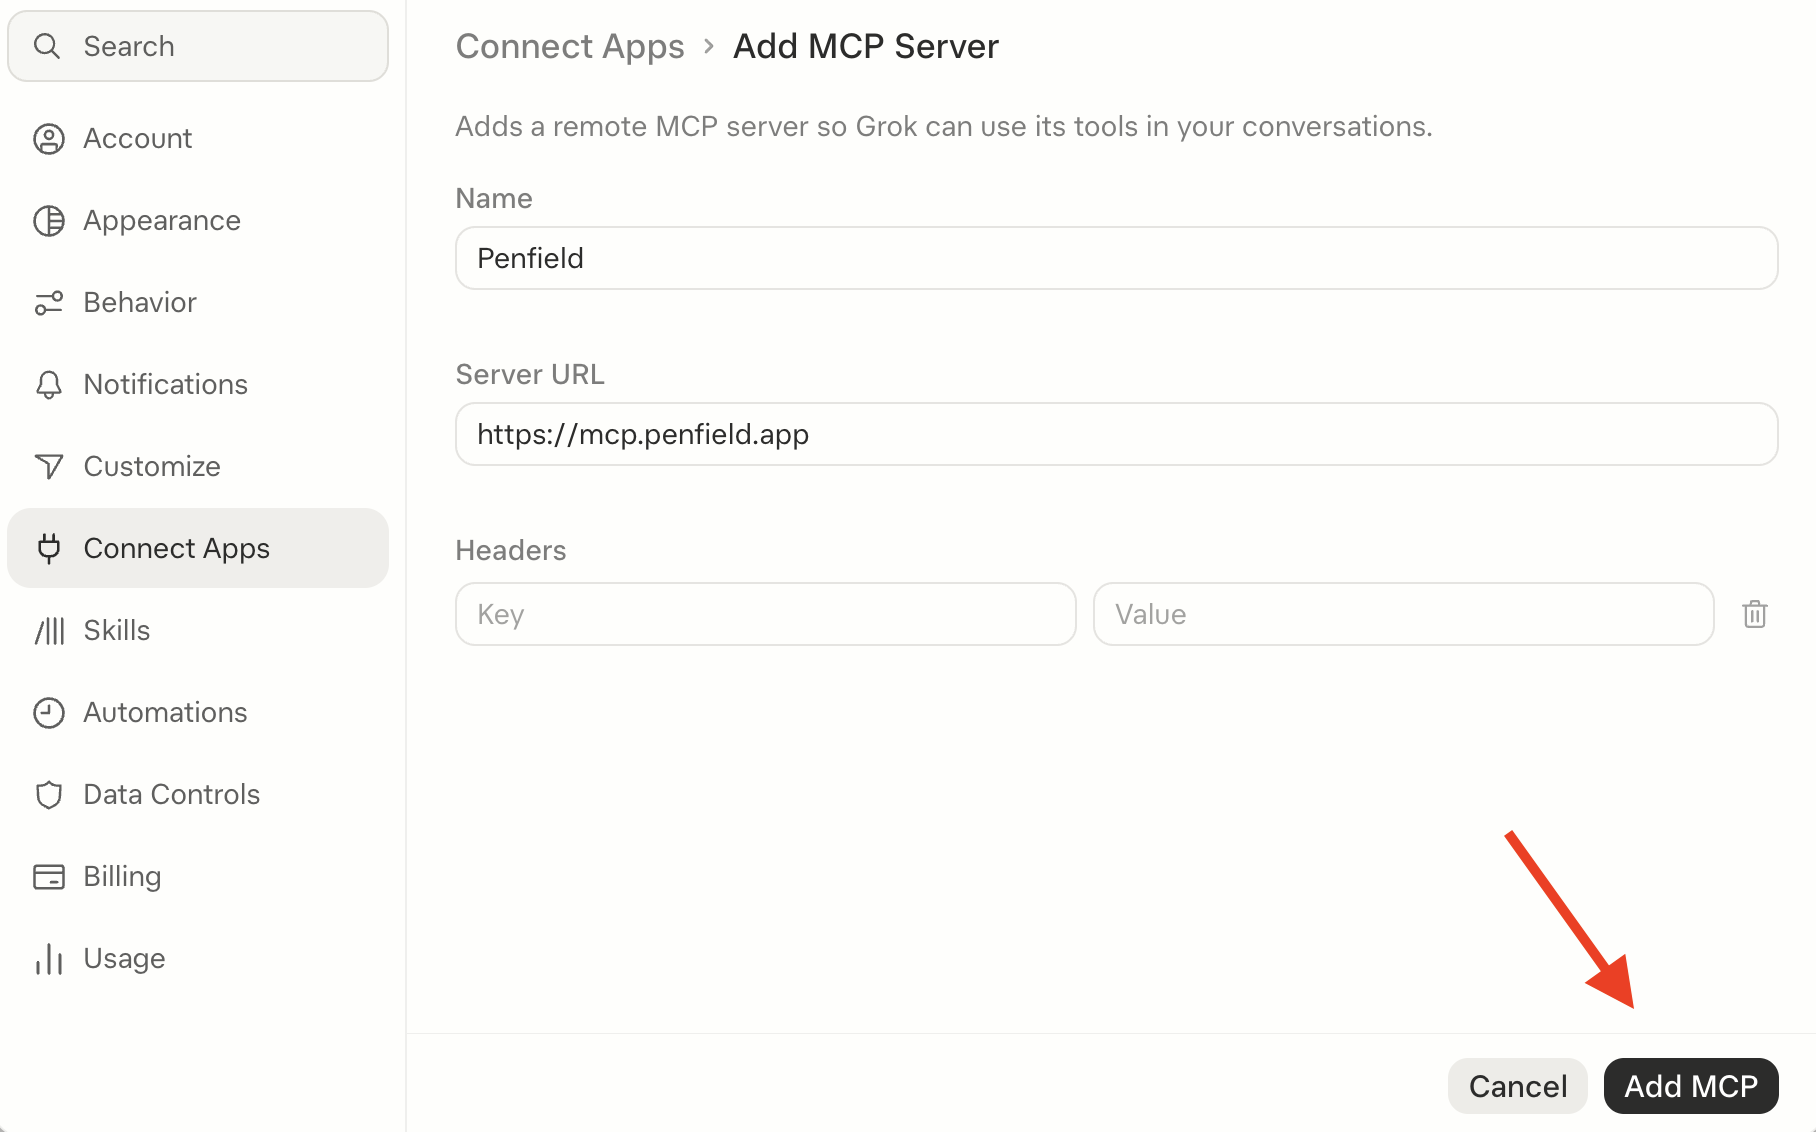 Search
Account
Appearance
Behavior
Notifications
Customize
Connect Apps
Skills
Automations
Data Controls
Billing
Usage
Connect Apps › Add MCP Server
Adds a remote MCP server so Grok can use its tools in your conversations.
Name
Penfield
Server URL
https://mcp.penfield.app
Headers
Key Value
Cancel Add MCP